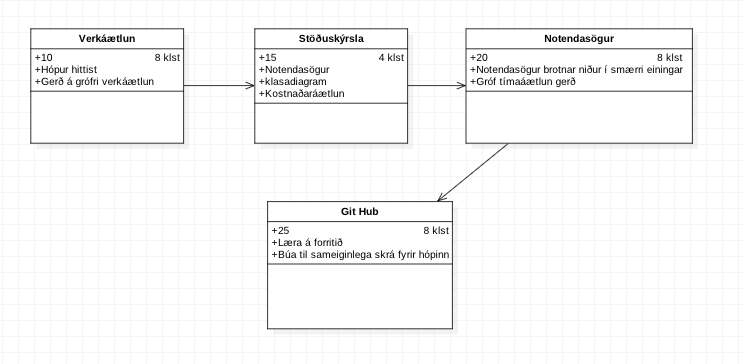 Verkáætlun
+10 8 klst
+Hópur hittist
+Gerð á grófri verkáætlun
Stöðuskýrsla
+15 4 klst
+Notendasögur
+klasadiagram
+Kostnaðaráætlun
Notendasögur
+20 8 klst
+Notendasögur brotnar niður í smærri einingar
+Gróf tímaáætlun gerð
Git Hub
+25 8 klst
+Læra á forritið
+Búa til sameiginlega skrá fyrir hópinn